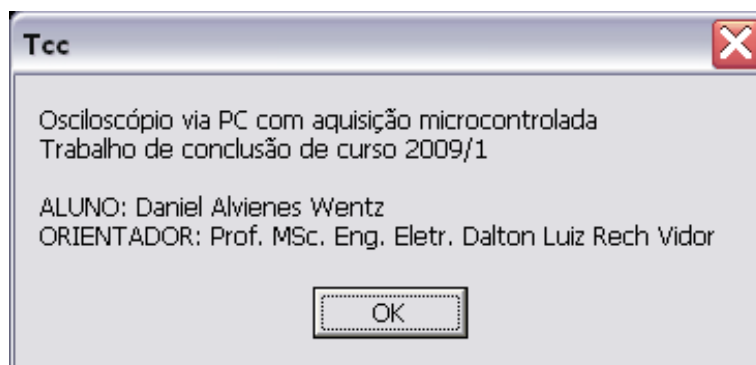 Tcc
Osciloscópio via PC com aquisição microcontrolada
Trabalho de conclusão de curso 2009/1
ALUNO: Daniel Alvienes Wentz
ORIENTADOR: Prof. MSc. Eng. Eletr. Dalton Luiz Rech Vidor
OK